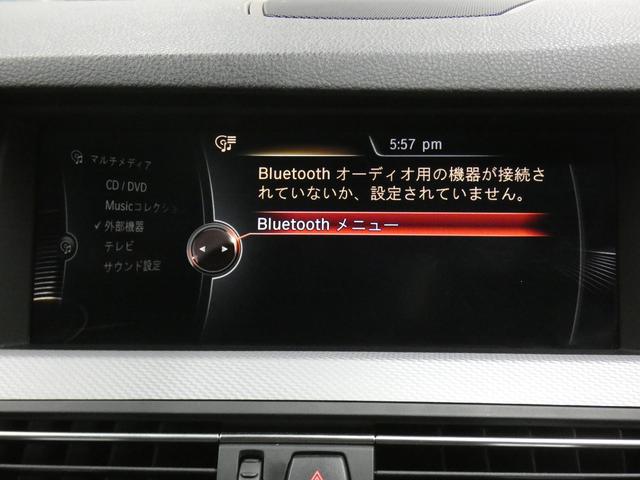 5:57 pm
マルチメディア
CD / DVD
Musicコレクショ
✓ 外部機器
テレビ
サウンド設定
Bluetooth オーディオ用の機器が接続さ
れていないか、設定されていません。
Bluetooth メニュー